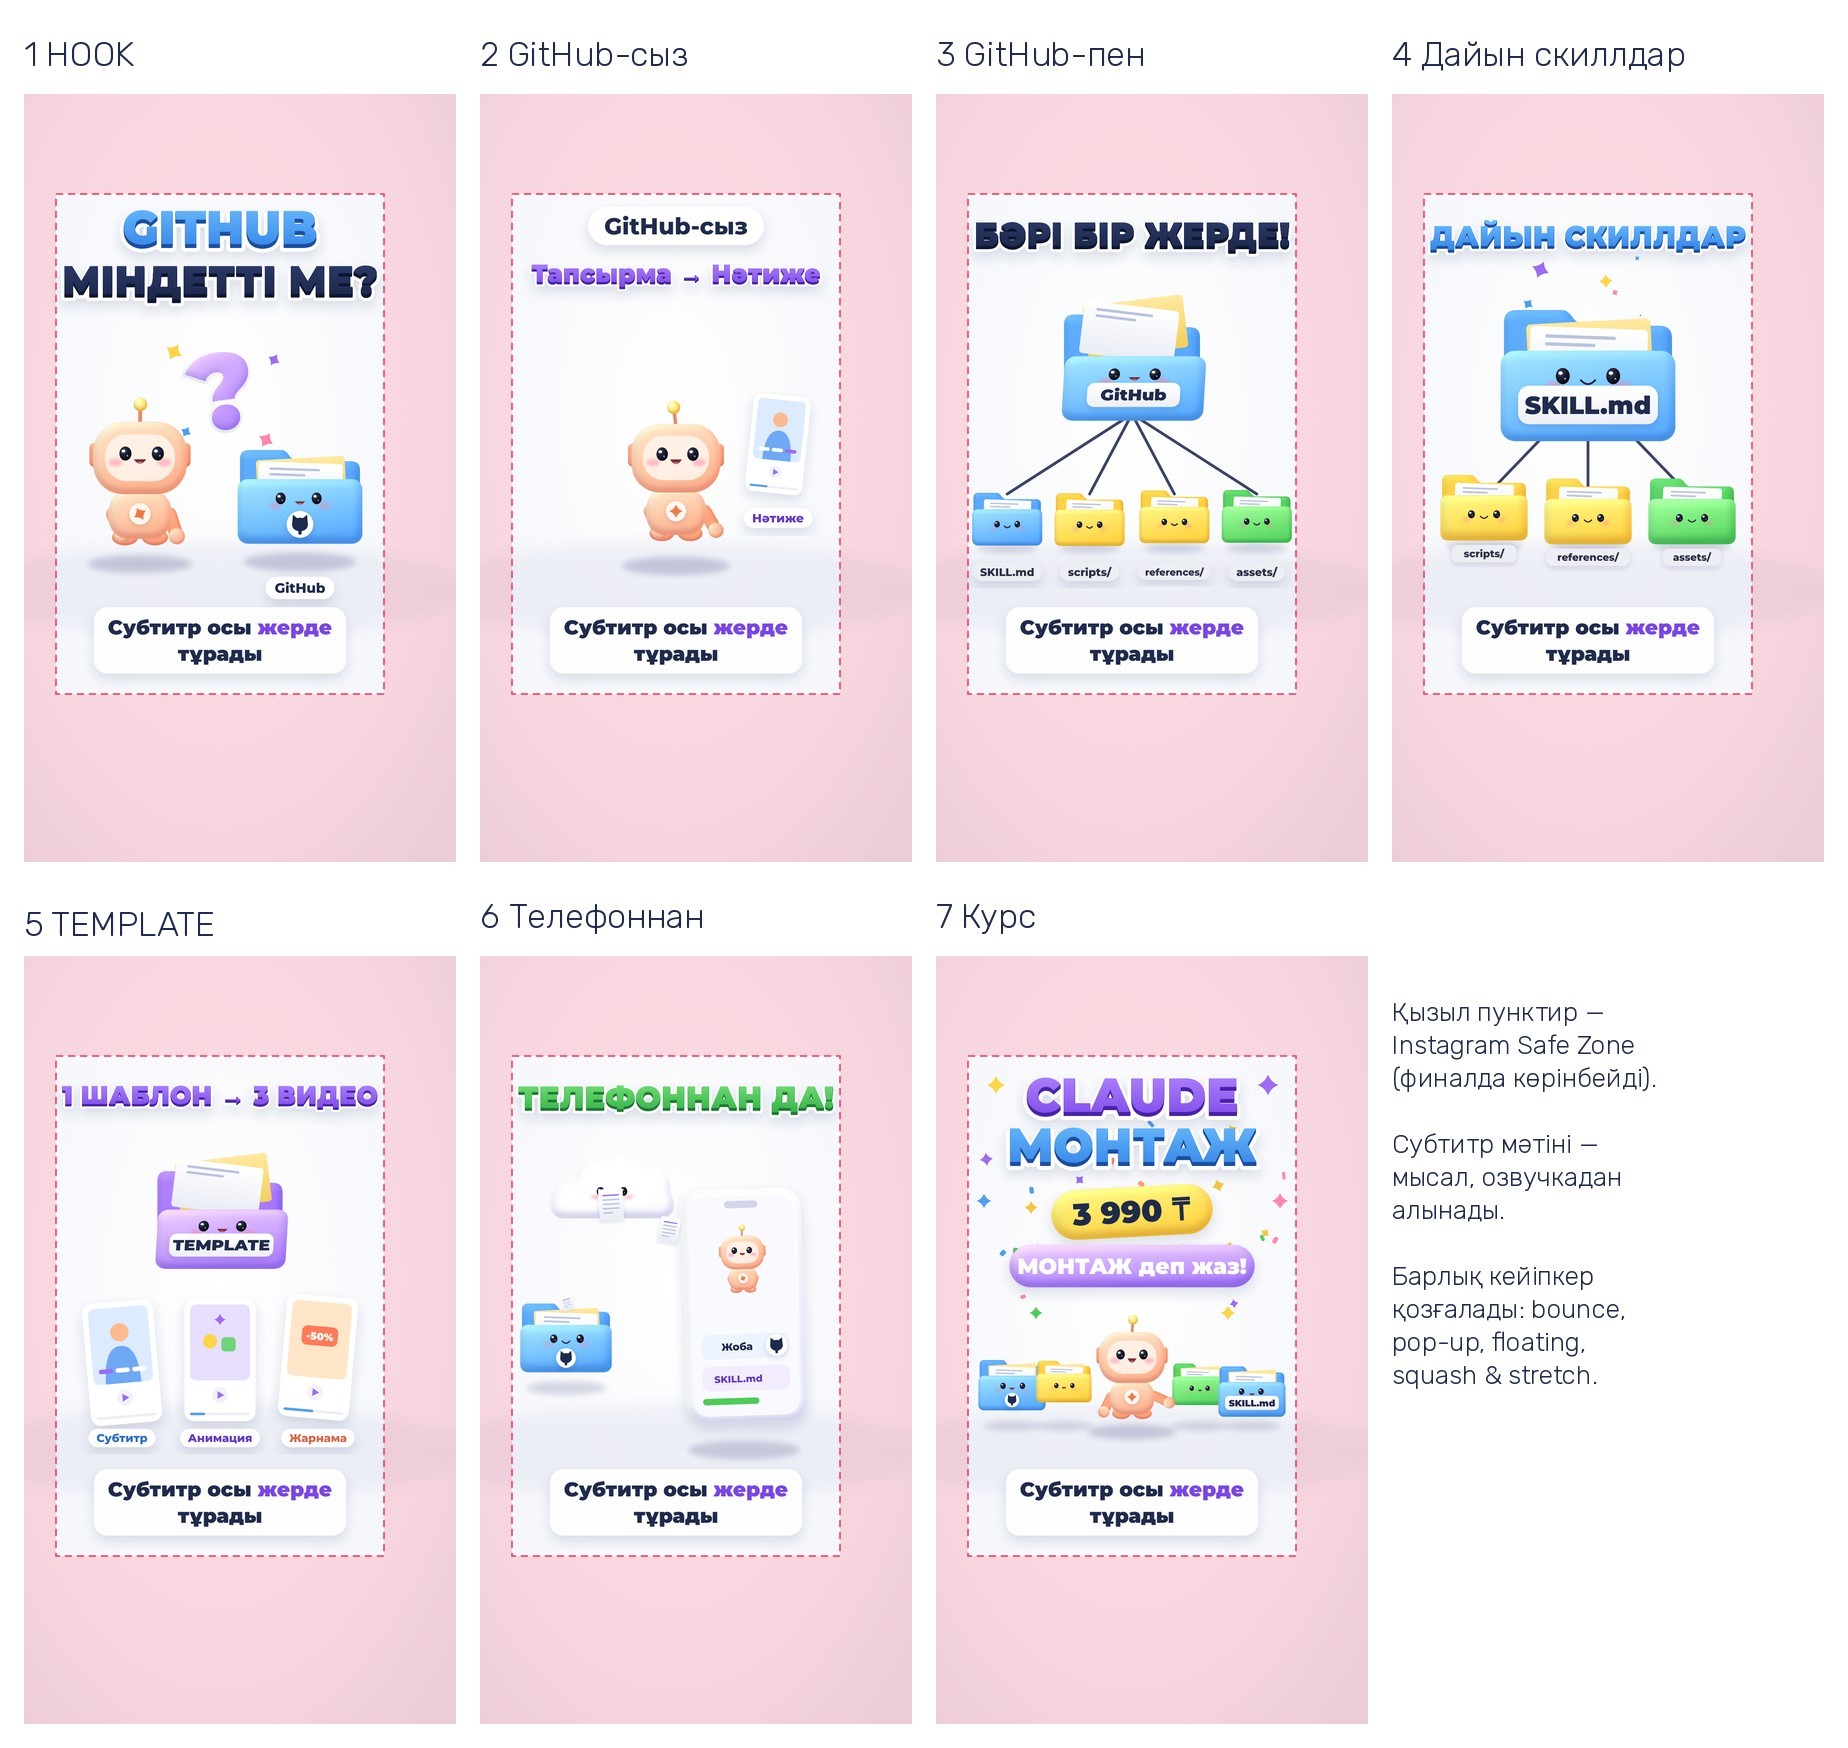 1 HOOK
GITHUB
МІНДЕТТІ МЕ?
GitHub
Субтитр осы жерде
тұрады
2 GitHub-сыз
GitHub-сыз
Тапсырма → Нәтиже
Нәтиже
Субтитр осы жерде
тұрады
3 GitHub-пен
БӘРІ БІР ЖЕРДЕ!
GitHub
SKILL.md
scripts/
references/
assets/
Субтитр осы жерде
тұрады
4 Дайын скиллдар
ДАЙЫН СКИЛЛДАР
SKILL.md
scripts/
references/
assets/
Субтитр осы жерде
тұрады
5 TEMPLATE
1 ШАБЛОН → 3 ВИДЕО
TEMPLATE
-50%
Субтитр
Анимация
Жарнама
Субтитр осы жерде
тұрады
6 Телефоннан
ТЕЛЕФОННАН ДА!
Жоба
SKILL.md
Субтитр осы жерде
тұрады
7 Курс
CLAUDE
МОНТАЖ
3 990 ₸
МОНТАЖ деп жаз!
SKILL.md
Субтитр осы жерде
тұрады
Қызыл пунктир —
Instagram Safe Zone
(финалда көрінбейді).
Субтитр мәтіні —
мысал, озвучкадан
алынады.
Барлық кейіпкер
қозғалады: bounce,
pop-up, floating,
squash & stretch.